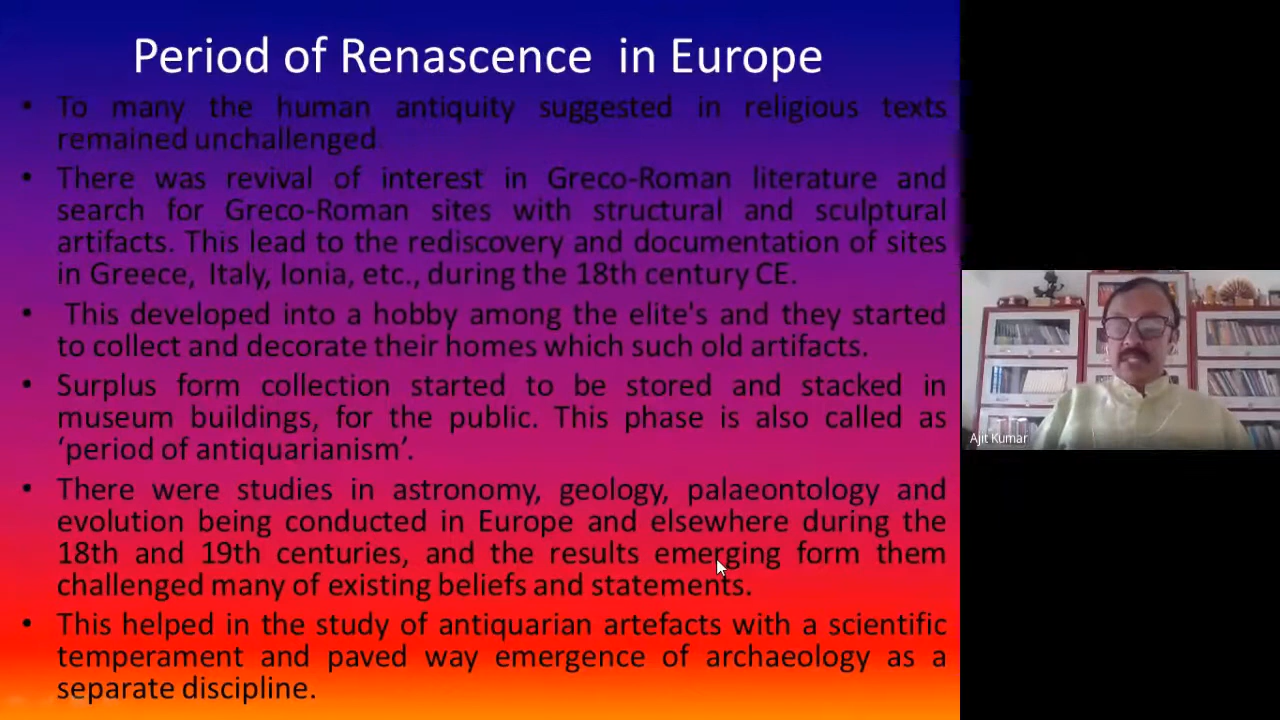 Period of Renascence in Europe
• To many the human antiquity suggested in religious texts
remained unchallenged
• There was revival of interest in Greco-Roman literature and
search for Greco-Roman sites with structural and sculptural
artifacts. This lead to the rediscovery and documentation of sites
in Greece, Italy, Ionia, etc., during the 18th century CE.
• This developed into a hobby among the elite's and they started
to collect and decorate their homes which such old artifacts.
• Surplus form collection started to be stored and stacked in
museum buildings, for the public. This phase is also called as
‘period of antiquarianism’.
• There were studies in astronomy, geology, palaeontology and
evolution being conducted in Europe and elsewhere during the
18th and 19th centuries, and the results emerging form them
challenged many of existing beliefs and statements.
• This helped in the study of antiquarian artefacts with a scientific
temperament and paved way emergence of archaeology as a
separate discipline.
Ajit Kumar